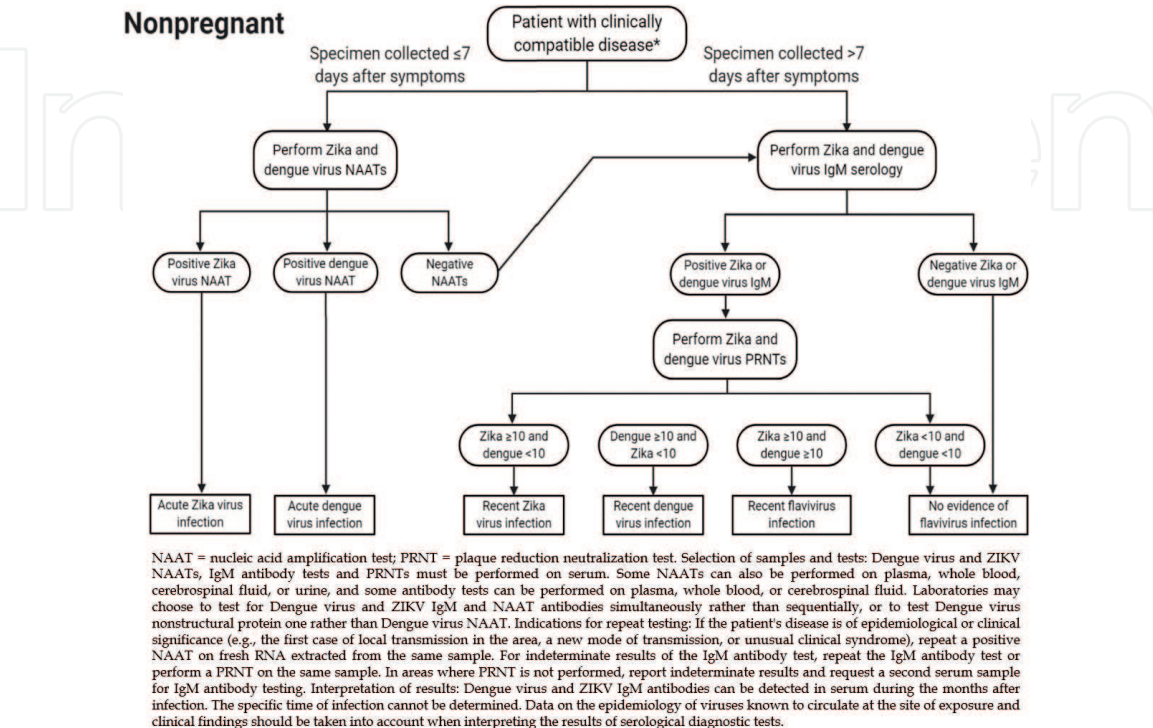 Nonpregnant
Patient with clinically
compatible disease*
Specimen collected ≤7
days after symptoms
Specimen collected >7
days after symptoms
Perform Zika and
dengue virus NAATs
Perform Zika and dengue
virus IgM serology
Positive Zika
virus NAAT
Positive dengue
virus NAAT
Negative
NAATs
Positive Zika or
dengue virus IgM
Negative Zika or
dengue virus IgM
Perform Zika and
dengue virus PRNTs
Zika ≥10 and
dengue <10
Dengue ≥10 and
Zika <10
Zika ≥10 and
dengue ≥10
Zika <10 and
dengue <10
Acute Zika virus
infection
Acute dengue
virus infection
Recent Zika
virus infection
Recent dengue
virus infection
Recent flavivirus
infection
No evidence of
flavivirus infection
NAAT = nucleic acid amplification test; PRNT = plaque reduction neutralization test. Selection of samples and tests: Dengue virus and ZIKV
NAATs, IgM antibody tests and PRNTs must be performed on serum. Some NAATs can also be performed on plasma, whole blood,
cerebrospinal fluid, or urine, and some antibody tests can be performed on plasma, whole blood, or cerebrospinal fluid. Laboratories may
choose to test for Dengue virus and ZIKV IgM and NAAT antibodies simultaneously rather than sequentially, or to test Dengue virus
nonstructural protein one rather than Dengue virus NAAT. Indications for repeat testing: If the patient's disease is of epidemiological or clinical
significance (e.g., the first case of local transmission in the area, a new mode of transmission, or unusual clinical syndrome), repeat a positive
NAAT on fresh RNA extracted from the same sample. For indeterminate results of the IgM antibody test, repeat the IgM antibody test or
perform a PRNT on the same sample. In areas where PRNT is not performed, report indeterminate results and request a second serum sample
for IgM antibody testing. Interpretation of results: Dengue virus and ZIKV IgM antibodies can be detected in serum during the months after
infection. The specific time of infection cannot be determined. Data on the epidemiology of viruses known to circulate at the site of exposure and
clinical findings should be taken into account when interpreting the results of serological diagnostic tests.